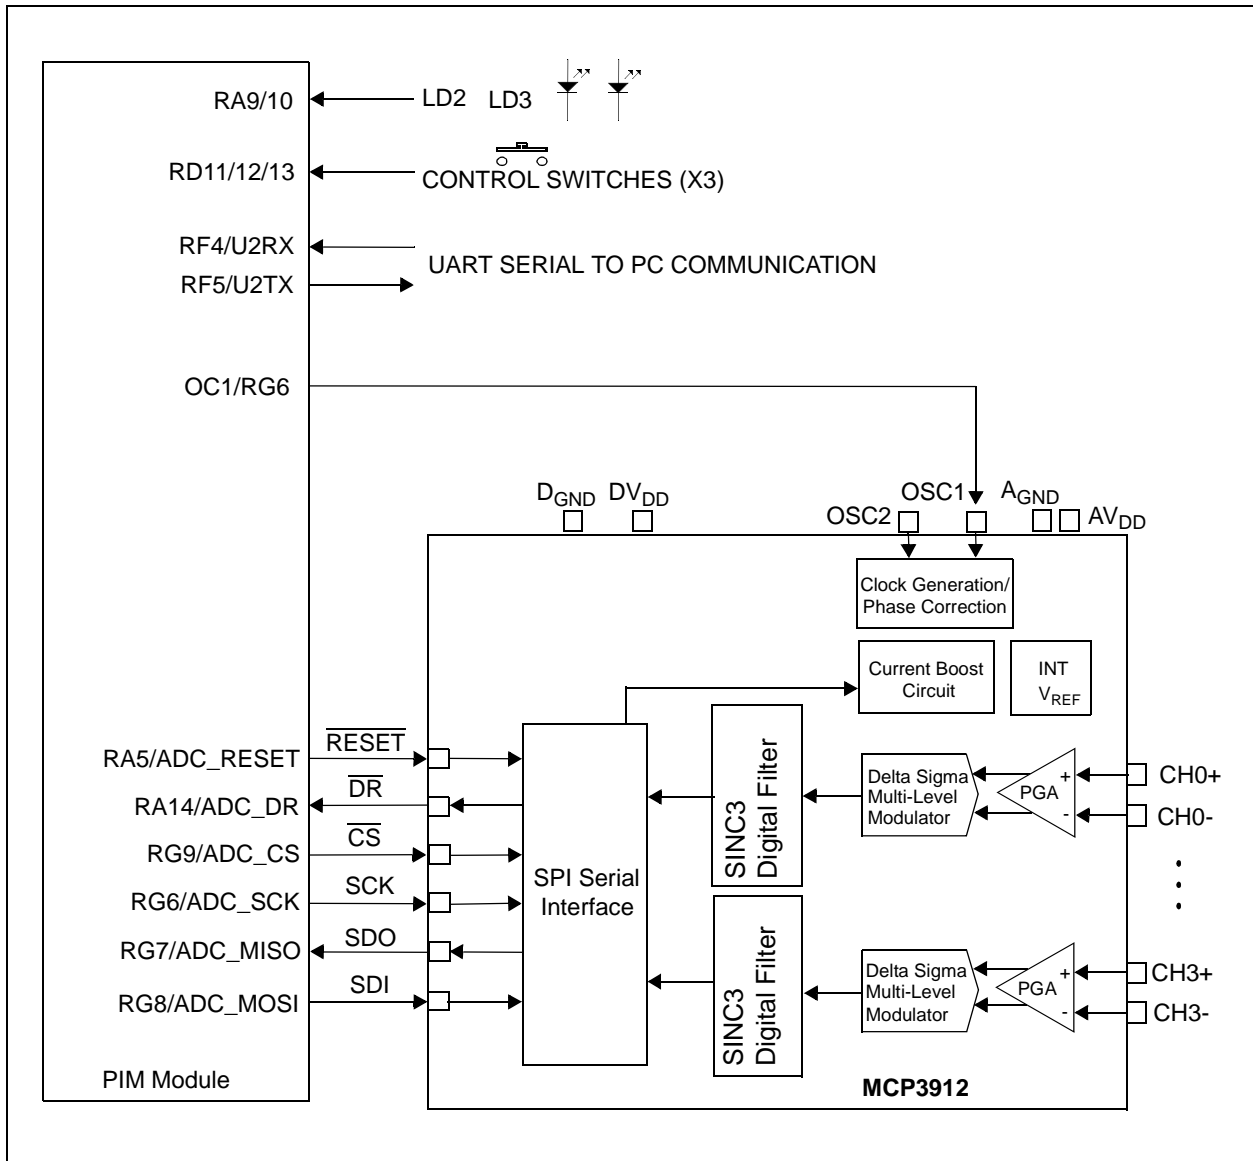 RA9/10
LD2 LD3
RD11/12/13
CONTROL SWITCHES (X3)
RF4/U2RX
UART SERIAL TO PC COMMUNICATION
RF5/U2TX
OC1/RG6
DGND
DVDD
OSC2
OSC1
AGND
AVDD
Clock Generation/
Phase Correction
Current Boost
Circuit
INT
VREF
RA5/ADC_RESET
RESET
RA14/ADC_DR
DR
RG9/ADC_CS
CS
RG6/ADC_SCK
SCK
RG7/ADC_MISO
SDO
RG8/ADC_MOSI
SDI
PIM Module
SPI Serial
Interface
SINC3
Digital Filter
Delta Sigma
Multi-Level
Modulator
PGA
+
-
CH0+
CH0-
SINC3
Digital Filter
Delta Sigma
Multi-Level
Modulator
PGA
+
-
CH3+
CH3-
MCP3912